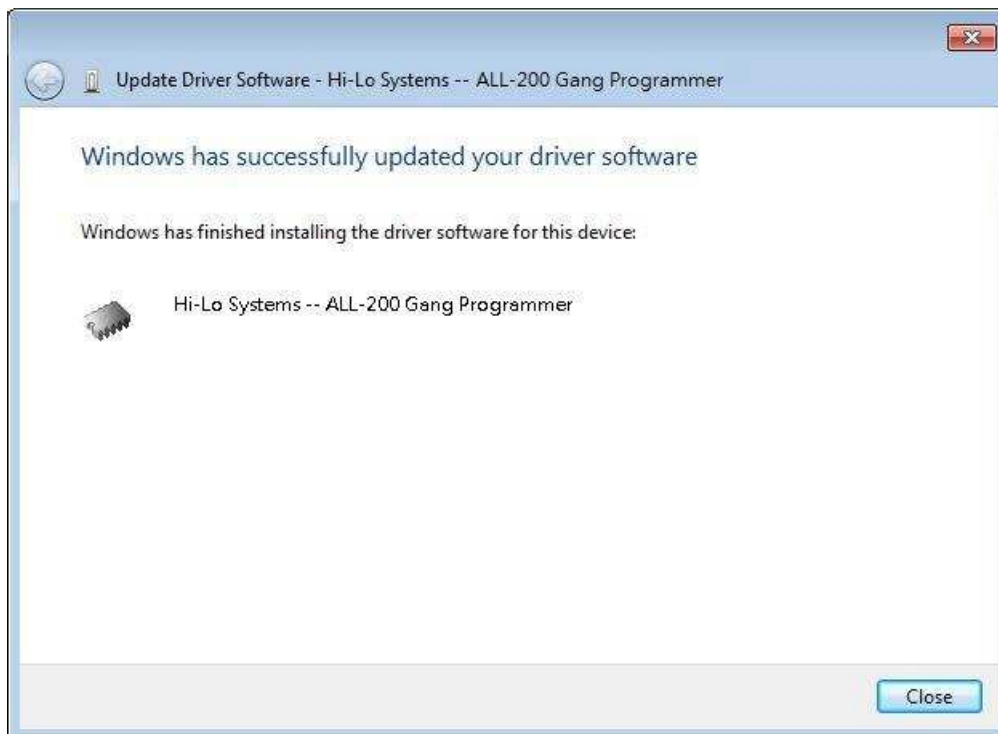 Update Driver Software - Hi-Lo Systems -- ALL-200 Gang Programmer
Windows has successfully updated your driver software
Windows has finished installing the driver software for this device:
Hi-Lo Systems -- ALL-200 Gang Programmer
Close